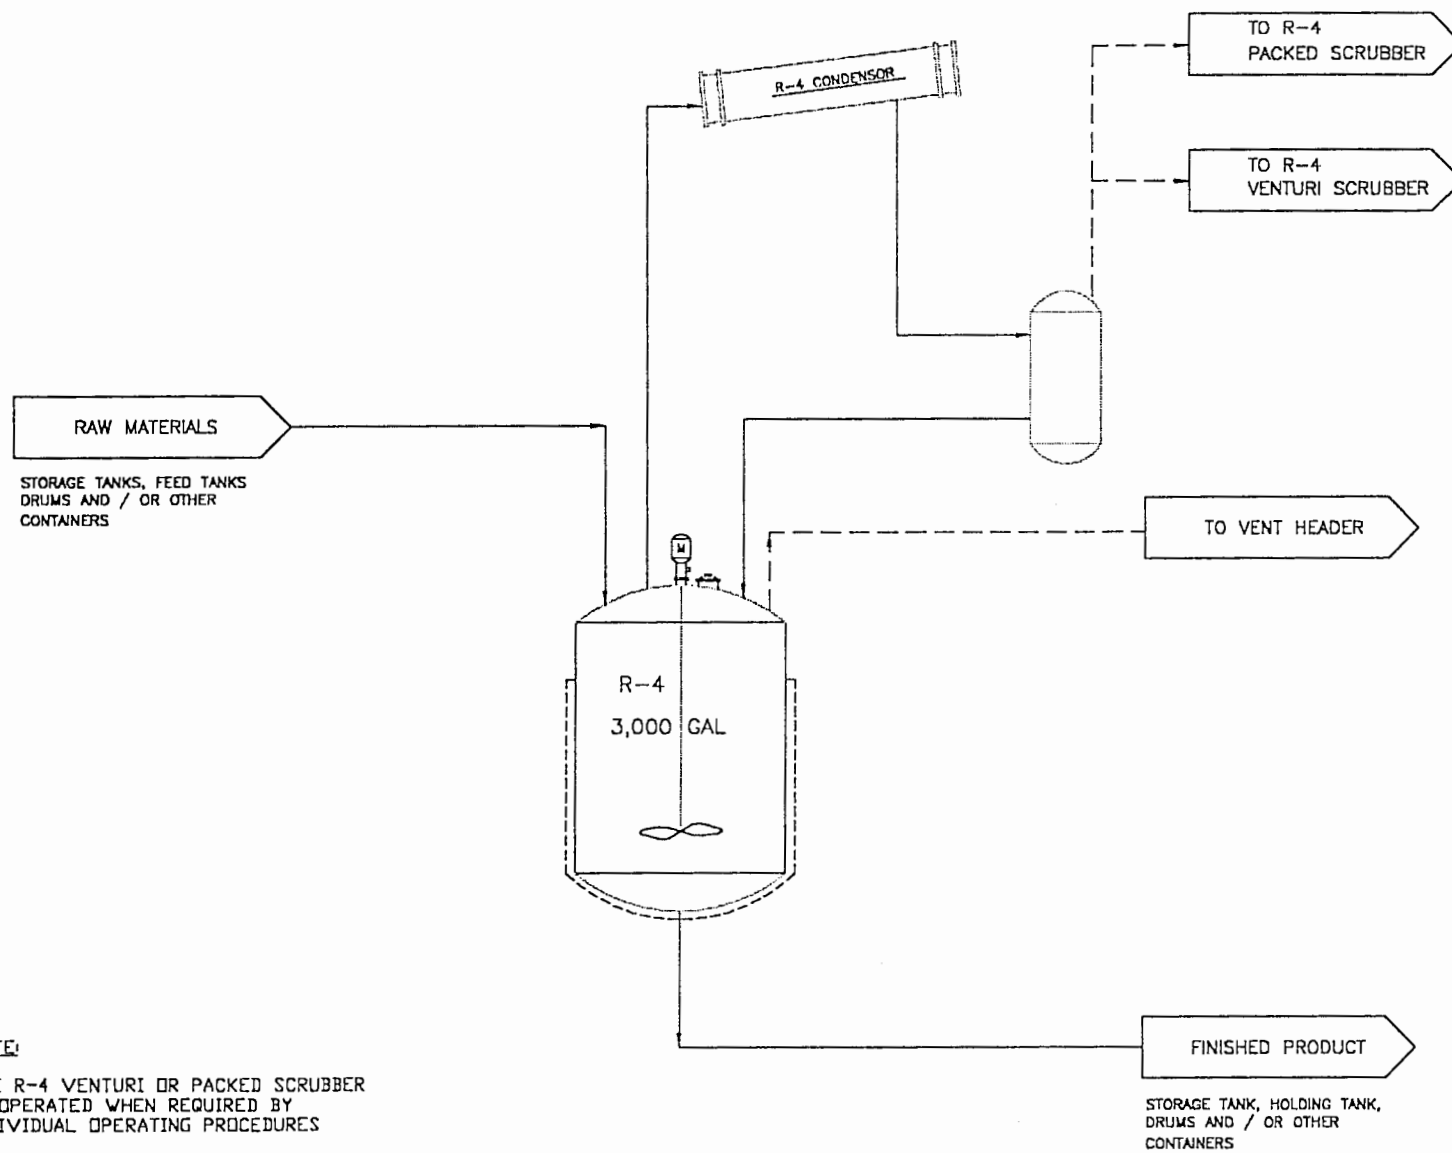 TO R-4
PACKED SCRUBBER
R-4 CONDENSOR
TO R-4
VENTURI SCRUBBER
RAW MATERIALS
STORAGE TANKS, FEED TANKS
DRUMS AND / OR OTHER
CONTAINERS
M
TO VENT HEADER
R-4
3,000 GAL
FINISHED PRODUCT
STORAGE TANK, HOLDING TANK,
DRUMS AND / OR OTHER
CONTAINERS
R-4 VENTURI OR PACKED SCRUBBER
OPERATED WHEN REQUIRED BY
OPERATING PROCEDURES